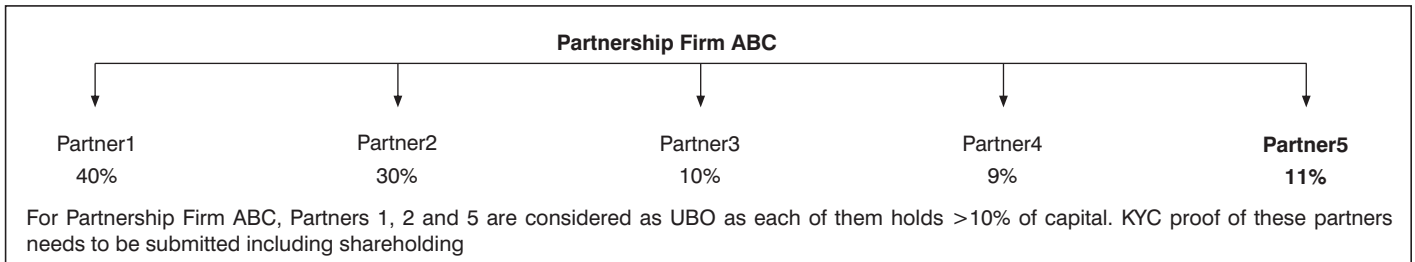 Partnership Firm ABC
Partner1 Partner2 Partner3 Partner4 Partner5
40% 30% 10% 9% 11%
For Partnership Firm ABC, Partners 1, 2 and 5 are considered as UBO as each of them holds >10% of capital. KYC proof of these partners
needs to be submitted including shareholding